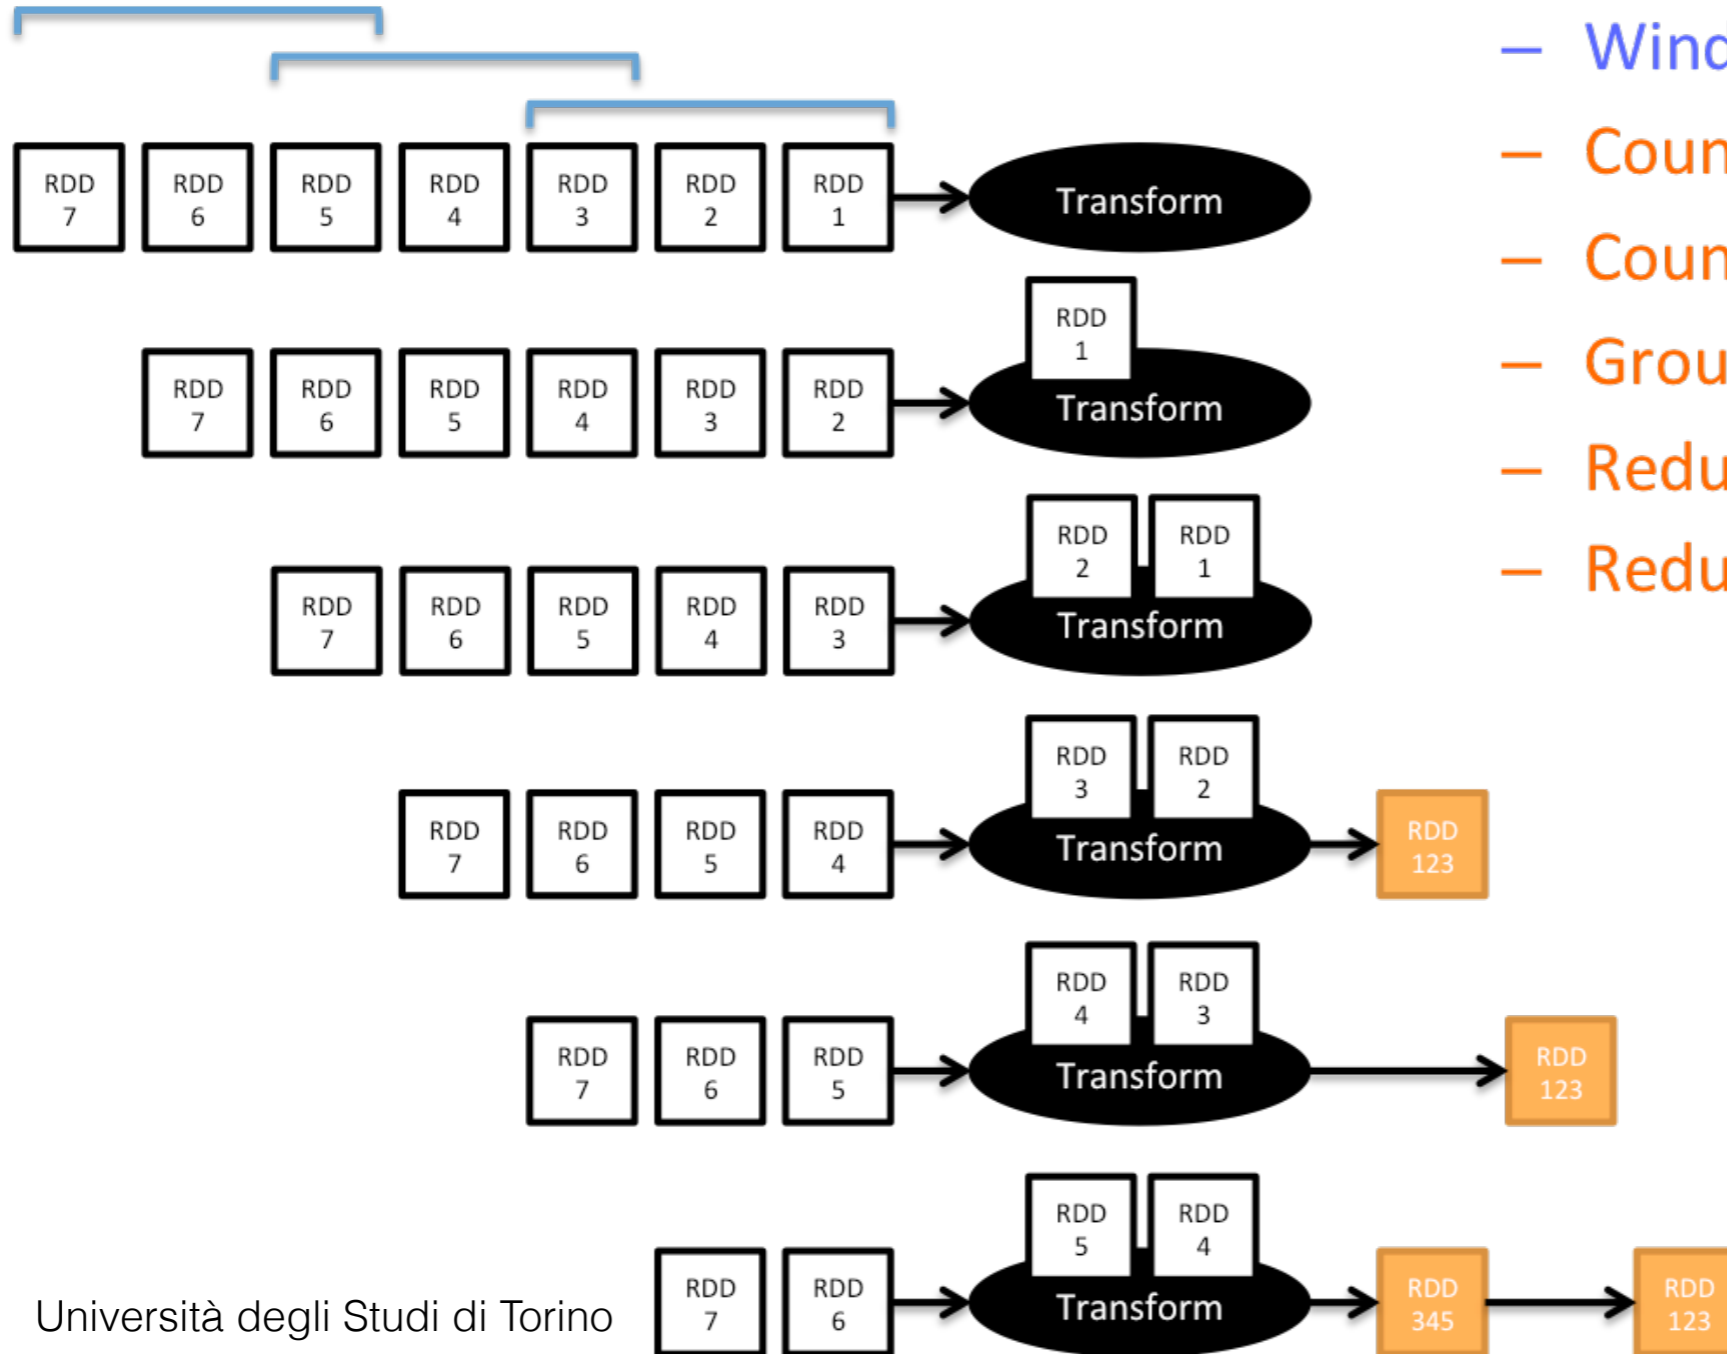 — Wind
— Coun
— Coun
— Grou
— Redu
— Redu
RDD 7 RDD 6 RDD 5 RDD 4 RDD 3 RDD 2 RDD 1 Transform
RDD 1
RDD 7 RDD 6 RDD 5 RDD 4 RDD 3 RDD 2 Transform
RDD 2 RDD 1
RDD 7 RDD 6 RDD 5 RDD 4 RDD 3 Transform
RDD 3 RDD 2
RDD 7 RDD 6 RDD 5 RDD 4 Transform RDD 123
RDD 4 RDD 3
RDD 7 RDD 6 RDD 5 Transform RDD 123
RDD 5 RDD 4
RDD 7 RDD 6 Transform RDD 345 RDD 123
Università degli Studi di Torino